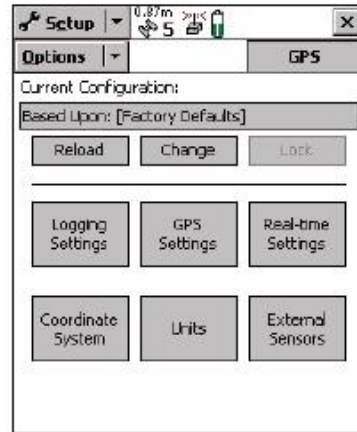 Setup 0.87m 5
Options GPS
Current Configuration:
Based Upon: [Factory Defaults]
Reload Change Lock
Logging Settings
GPS Settings
Real-time Settings
Coordinate System
Units
External Sensors